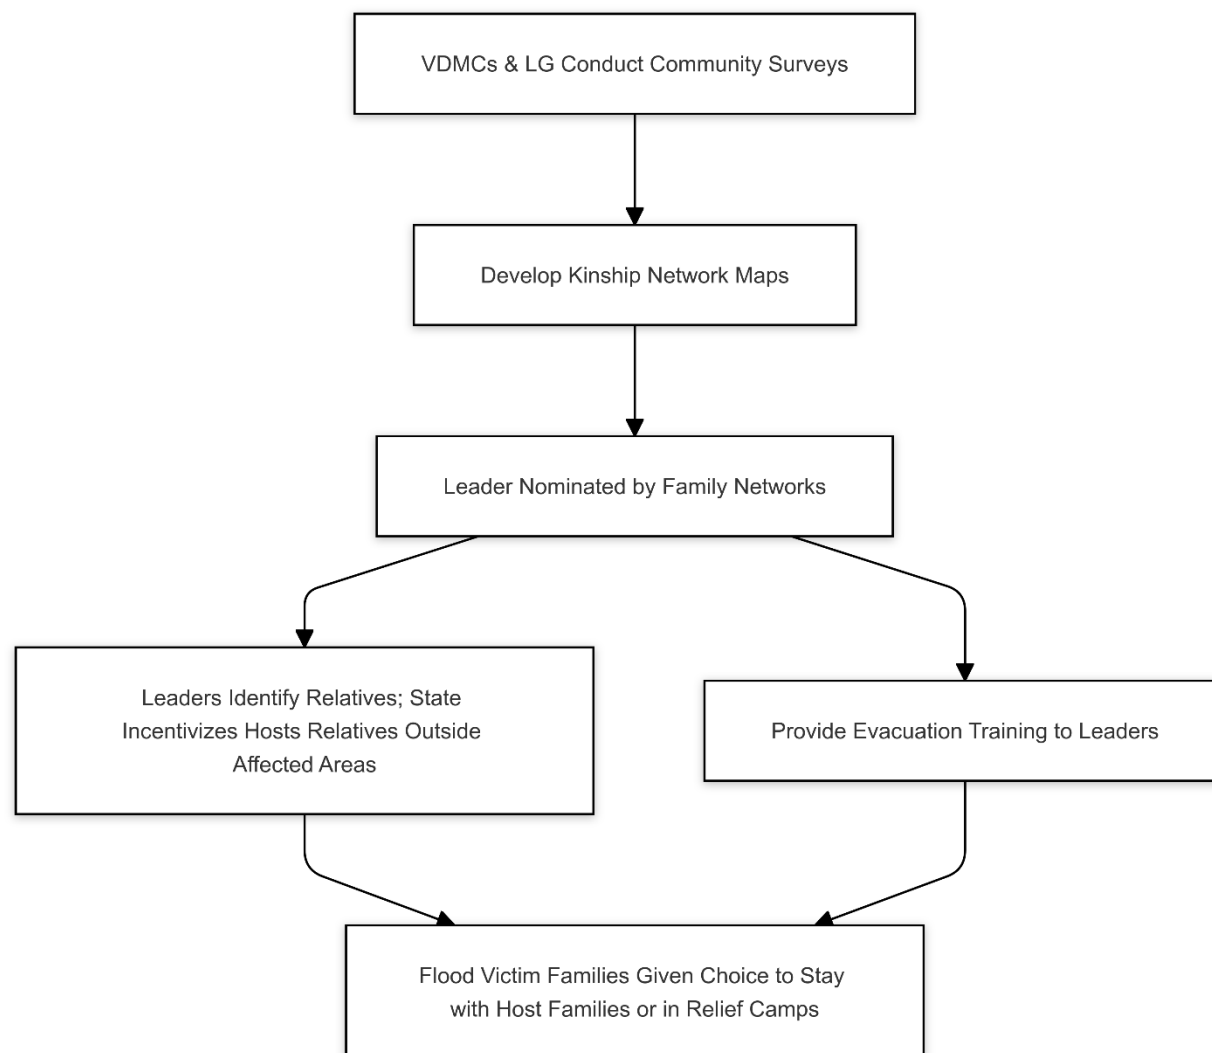 VDMCs & LG Conduct Community Surveys
Develop Kinship Network Maps
Leader Nominated by Family Networks
Leaders Identify Relatives; State
Incentivizes Hosts Relatives Outside
Affected Areas
Provide Evacuation Training to Leaders
Flood Victim Families Given Choice to Stay
with Host Families or in Relief Camps